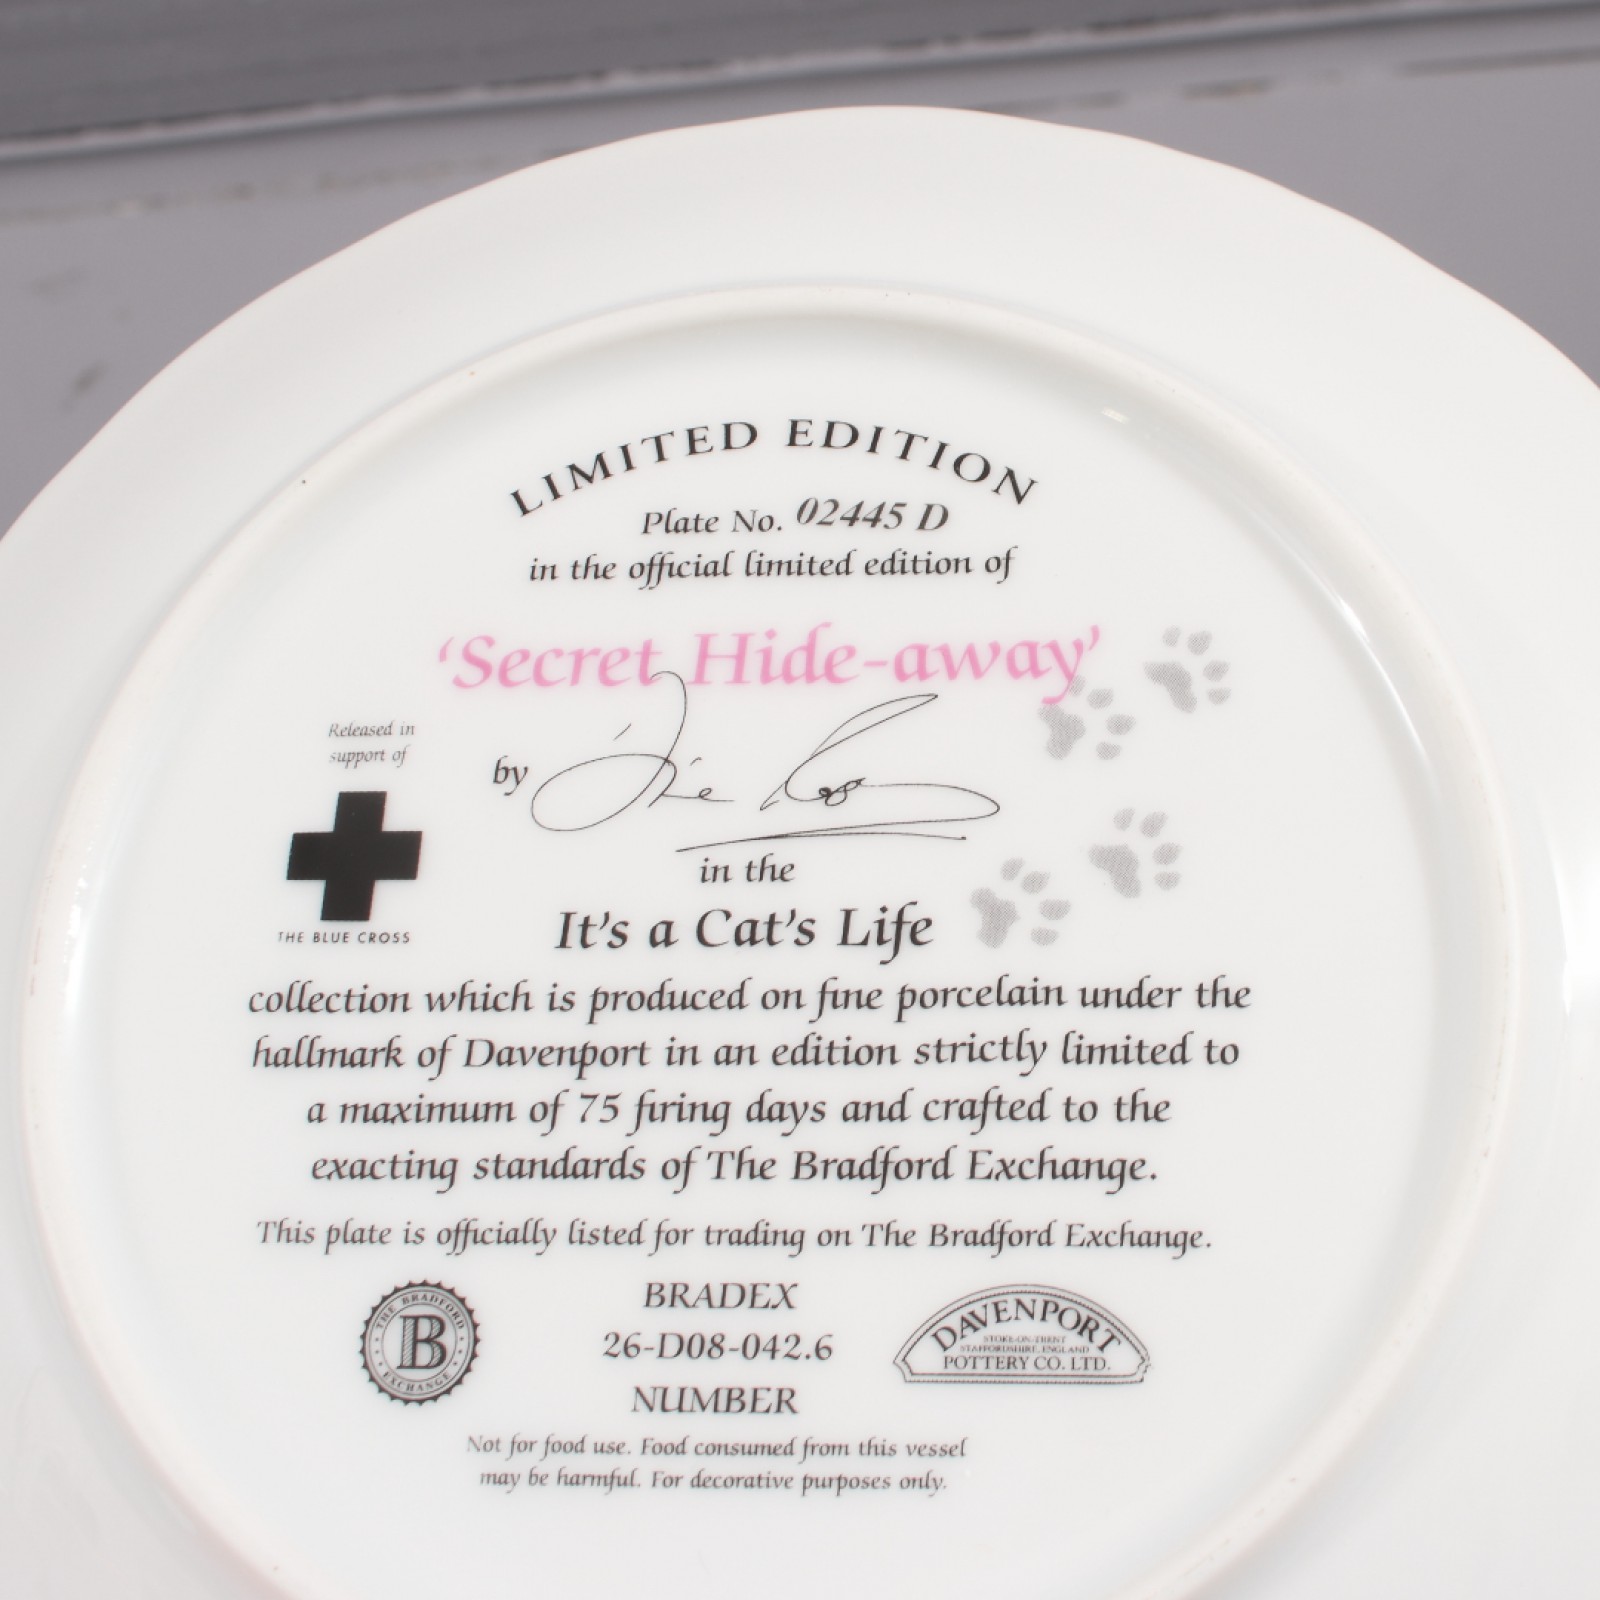 LIMITED EDITION
Plate No. 02445 D
in the official limited edition of
'Secret Hide-away'
Released in
support of
THE BLUE CROSS
by
in the
It's a Cat's Life
collection which is produced on fine porcelain under the
hallmark of Davenport in an edition strictly limited to
a maximum of 75 firing days and crafted to the
exacting standards of The Bradford Exchange.
This plate is officially listed for trading on The Bradford Exchange.
THE BRADFORD
B
EXCHANGE
BRADEX
26-D08-042.6
NUMBER
DAVENPORT
STOKE-ON-TRENT
STAFFORDSHIRE, ENGLAND
POTTERY CO. LTD.
Not for food use. Food consumed from this vessel
may be harmful. For decorative purposes only.